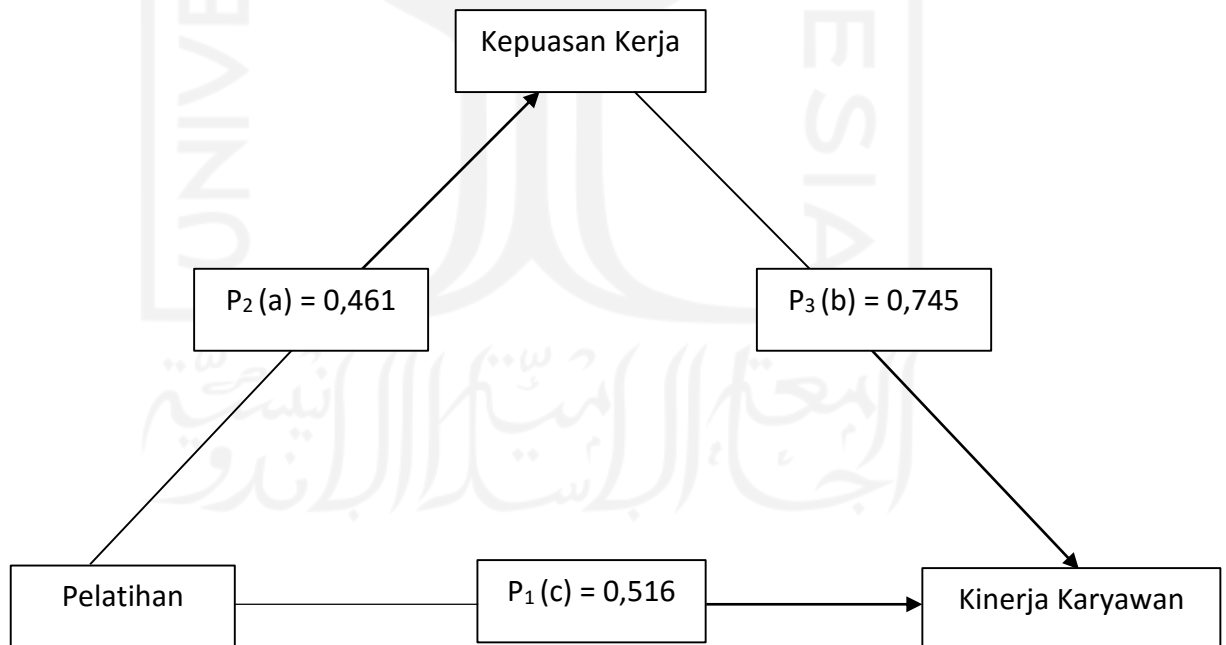 Kepuasan Kerja
P₂ (a) = 0,461
P₃ (b) = 0,745
Pelatihan
P₁ (c) = 0,516
Kinerja Karyawan